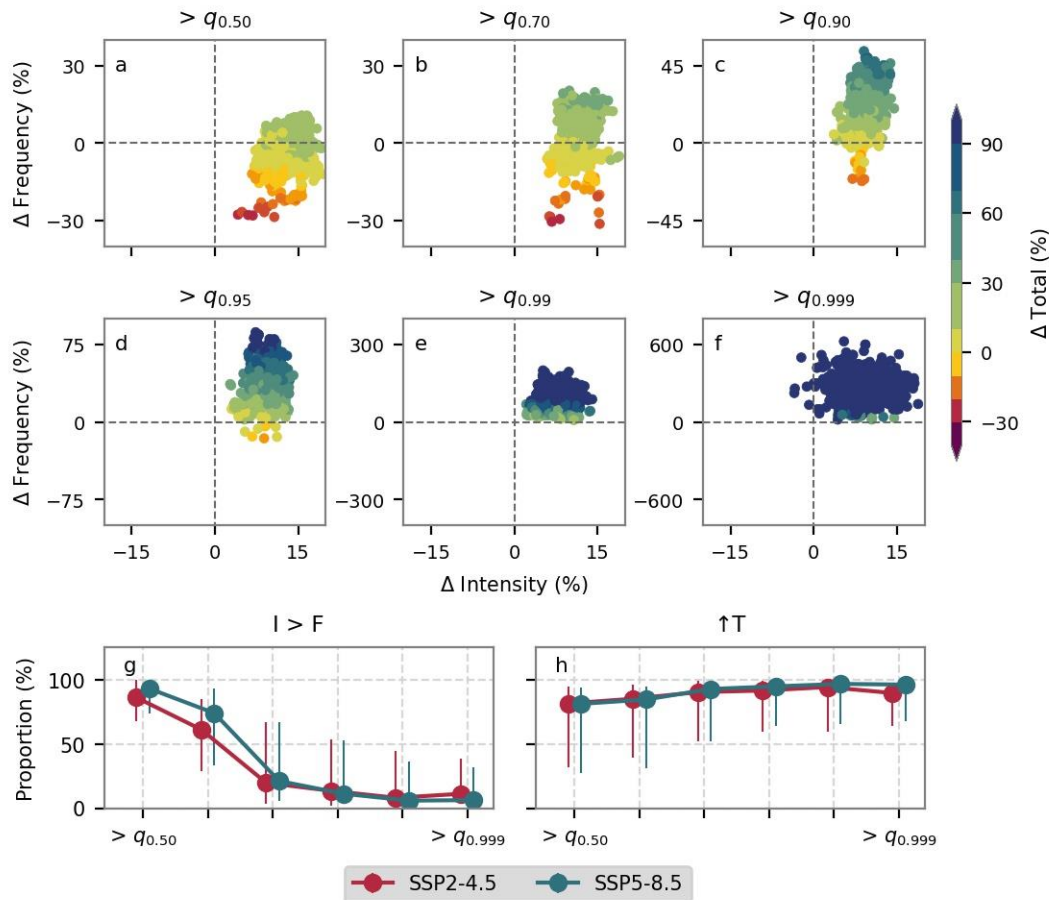 > q0.50 > q0.70 > q0.90
Δ Frequency (%)
30
0
−30
a
30
0
−30
b
45
0
−45
c
> q0.95 > q0.99 > q0.999
Δ Frequency (%)
75
0
−75
d
300
0
−300
e
600
0
−600
f
−15 0 15 −15 0 15 −15 0 15
Δ Intensity (%)
90
60
30
0
−30
Δ Total (%)
I > F ↑T
Proportion (%)
100
50
0
g
h
> q0.50 > q0.999 > q0.50 > q0.999
SSP2-4.5 SSP5-8.5